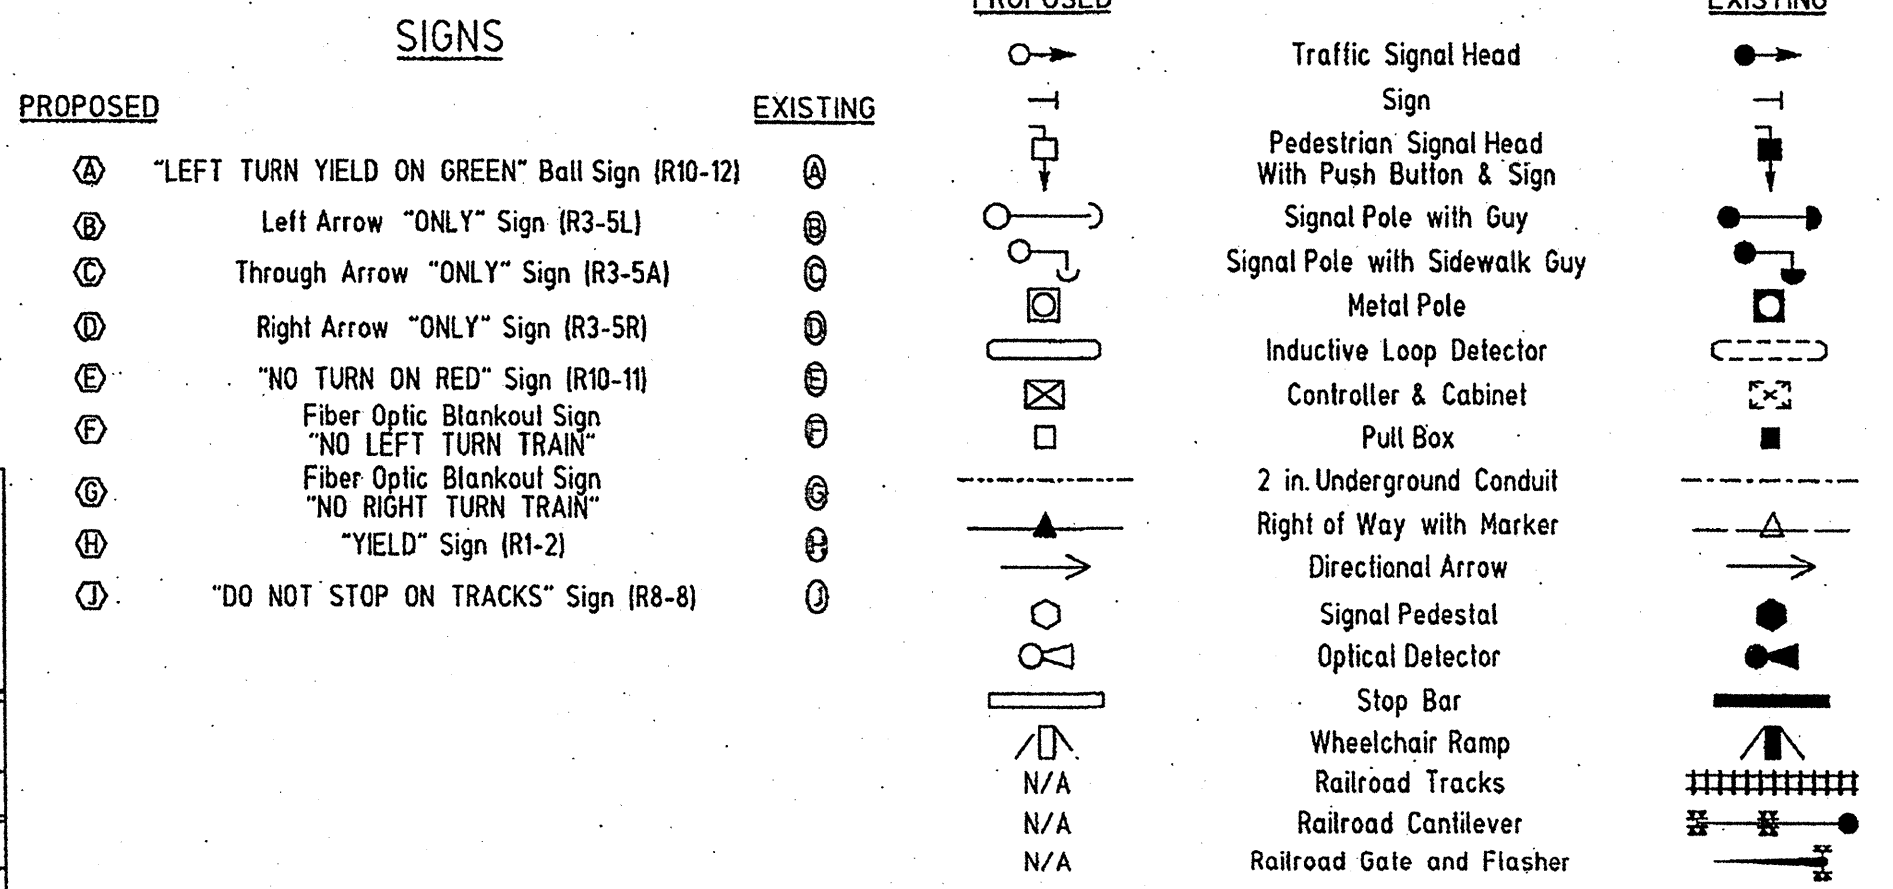 SIGNS
PROPOSED EXISTING
A "LEFT TURN YIELD ON GREEN" Ball Sign (R10-12) A
B Left Arrow "ONLY" Sign (R3-5L) B
C Through Arrow "ONLY" Sign (R3-5A) C
D Right Arrow "ONLY" Sign (R3-5R) D
E "NO TURN ON RED" Sign (R10-11) E
Fiber Optic Blankout Sign
F "NO LEFT TURN TRAIN" F
Fiber Optic Blankout Sign
G "NO RIGHT TURN TRAIN" G
H "YIELD" Sign (R1-2) H
J "DO NOT STOP ON TRACKS" Sign (R8-8) J
PROPOSED EXISTING
Traffic Signal Head
Sign
Pedestrian Signal Head
With Push Button & Sign
Signal Pole with Guy
Signal Pole with Sidewalk Guy
Metal Pole
Inductive Loop Detector
Controller & Cabinet
Pull Box
2 in. Underground Conduit
Right of Way with Marker
Directional Arrow
Signal Pedestal
Optical Detector
Stop Bar
Wheelchair Ramp
N/A Railroad Tracks
N/A Railroad Cantilever
N/A Railroad Gate and Flasher